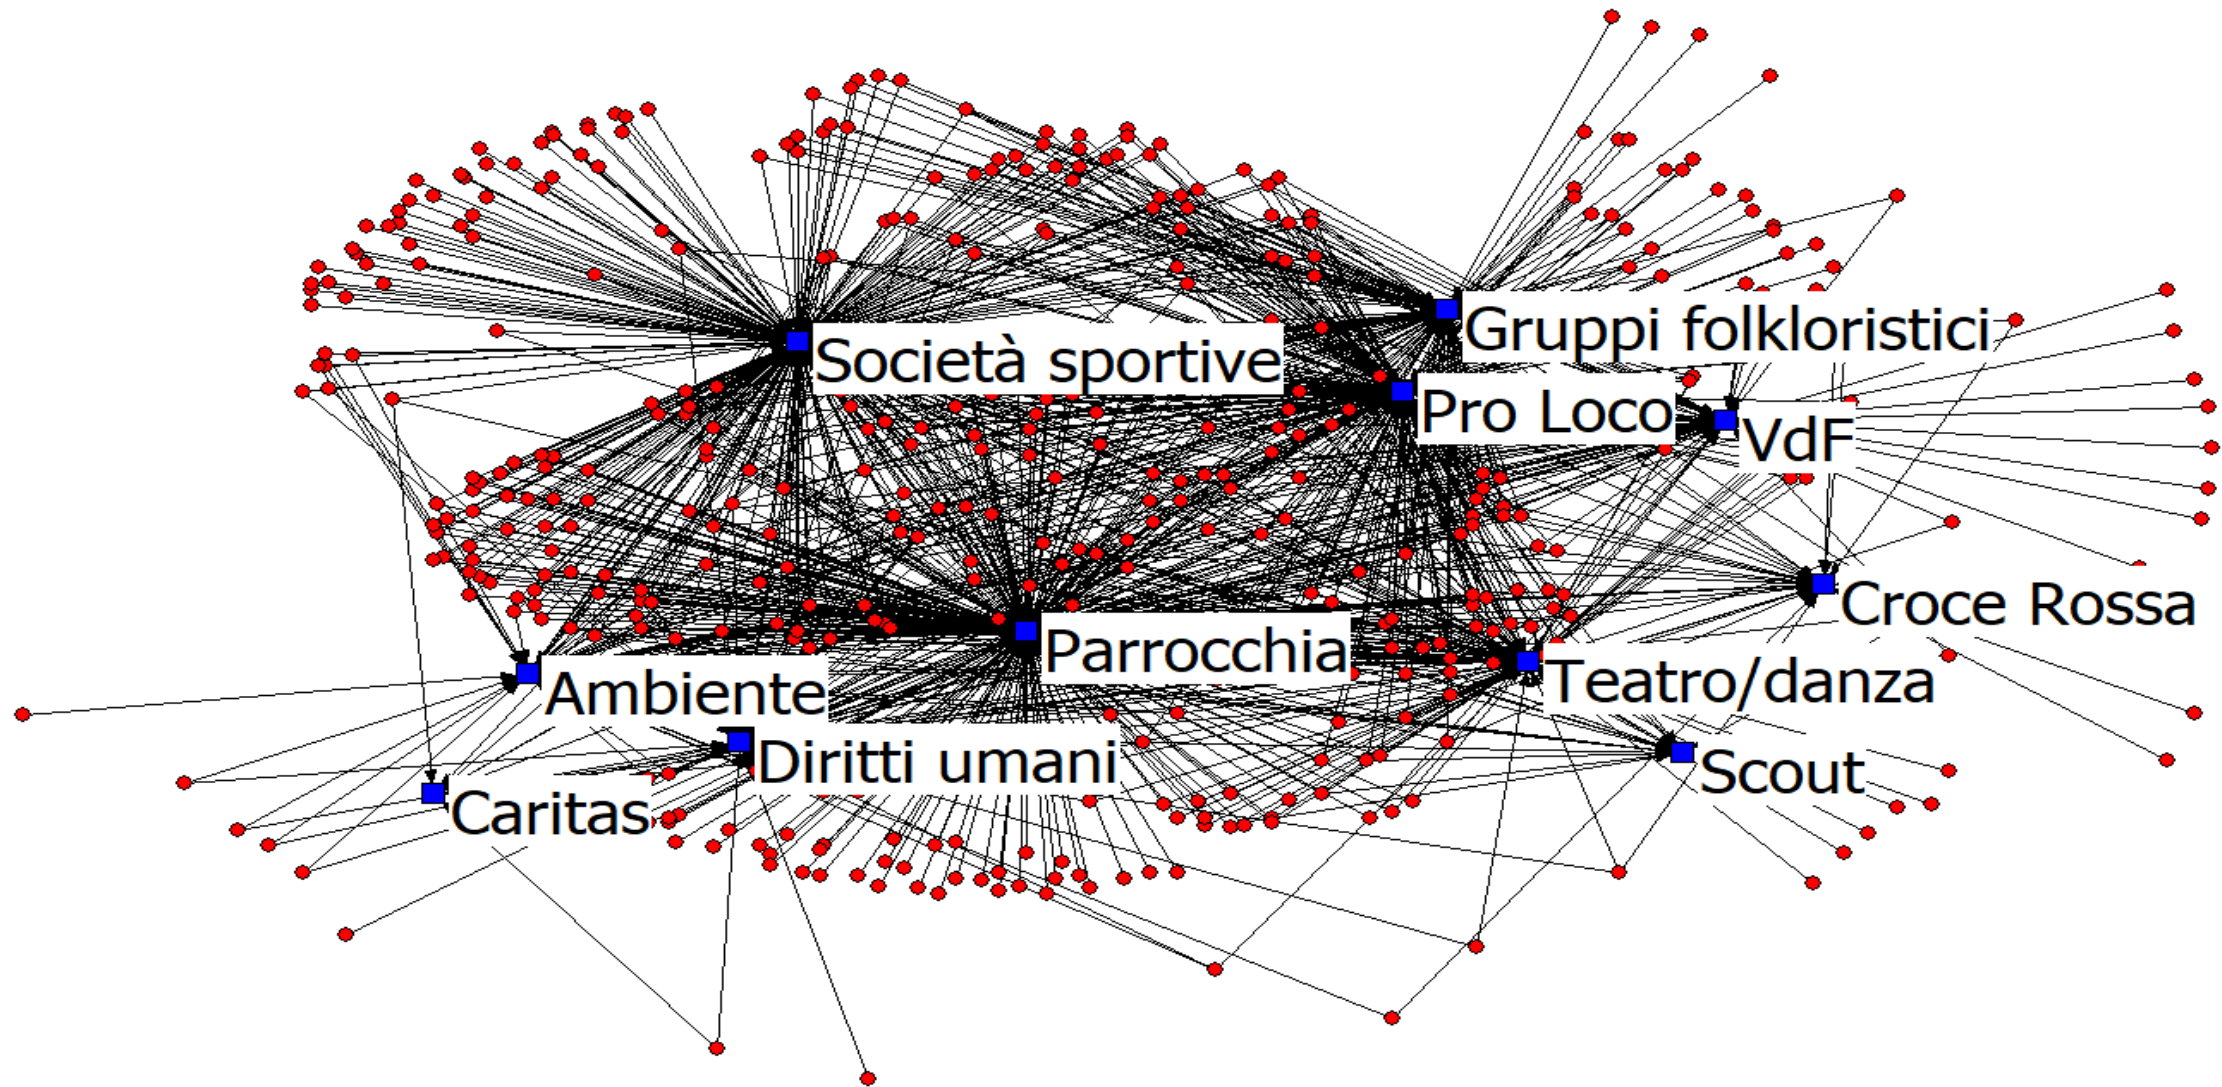 Gruppi folkloristici
Società sportive
Pro Loco
VdF
Croce Rossa
Parrocchia
Teatro/danza
Ambiente
Diritti umani
Scout
Caritas